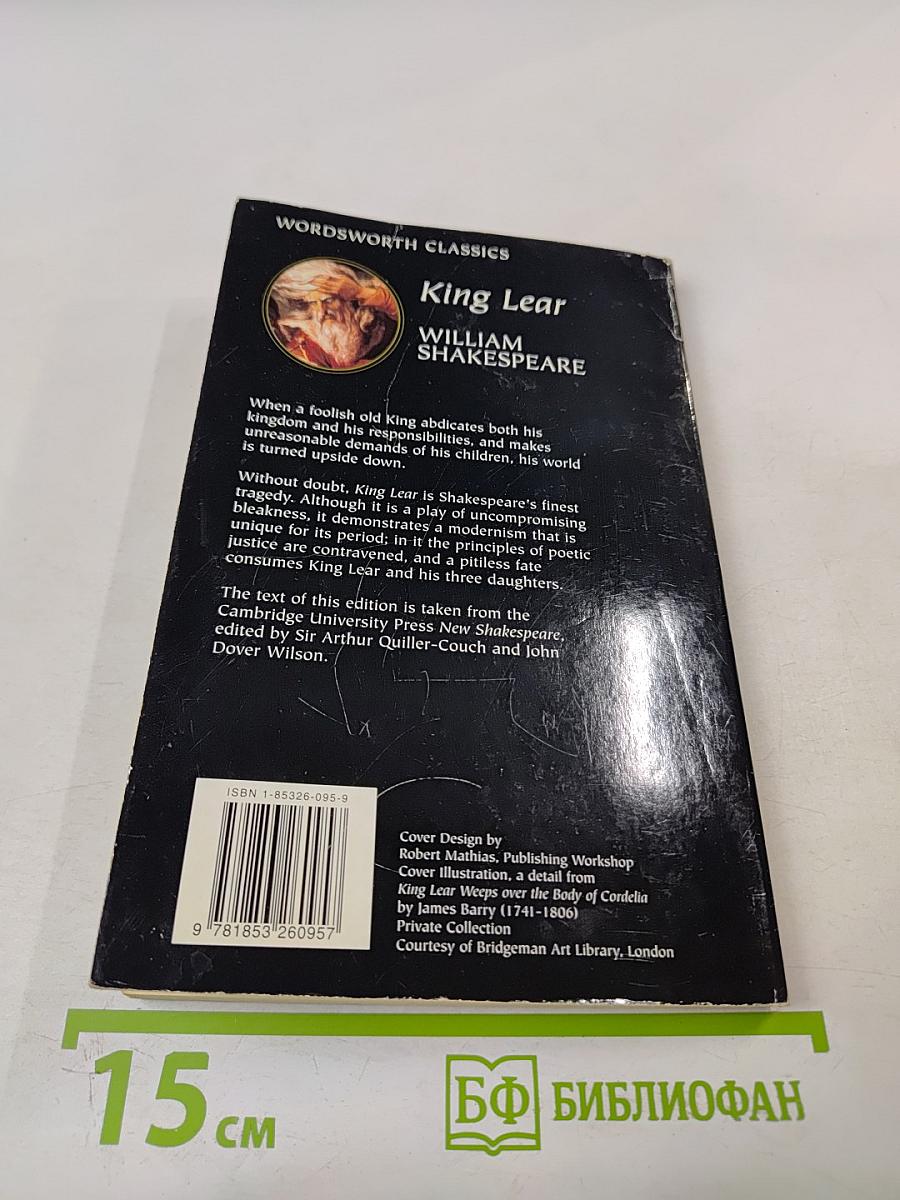 WORDSWORTH CLASSICS
King Lear
WILLIAM
SHAKESPEARE
When a foolish old King abdicates both his
kingdom and his responsibilities, and makes
unreasonable demands of his children, his world
is turned upside down.
Without doubt, King Lear is Shakespeare's finest
tragedy. Although it is a play of uncompromising
bleakness, it demonstrates a modernism that is
unique for its period; in it the principles of poetic
justice are contravened, and a pitiless fate
consumes King Lear and his three daughters.
The text of this edition is taken from the
Cambridge University Press New Shakespeare,
edited by Sir Arthur Quiller-Couch and John
Dover Wilson.
ISBN 1-85326-095-9
9 781853 260957
Cover Design by
Robert Mathias, Publishing Workshop
Cover Illustration, a detail from
King Lear Weeps over the Body of Cordelia
by James Barry (1741-1806)
Private Collection
Courtesy of Bridgeman Art Library, London
15 см
БФ БИБЛИОФАН